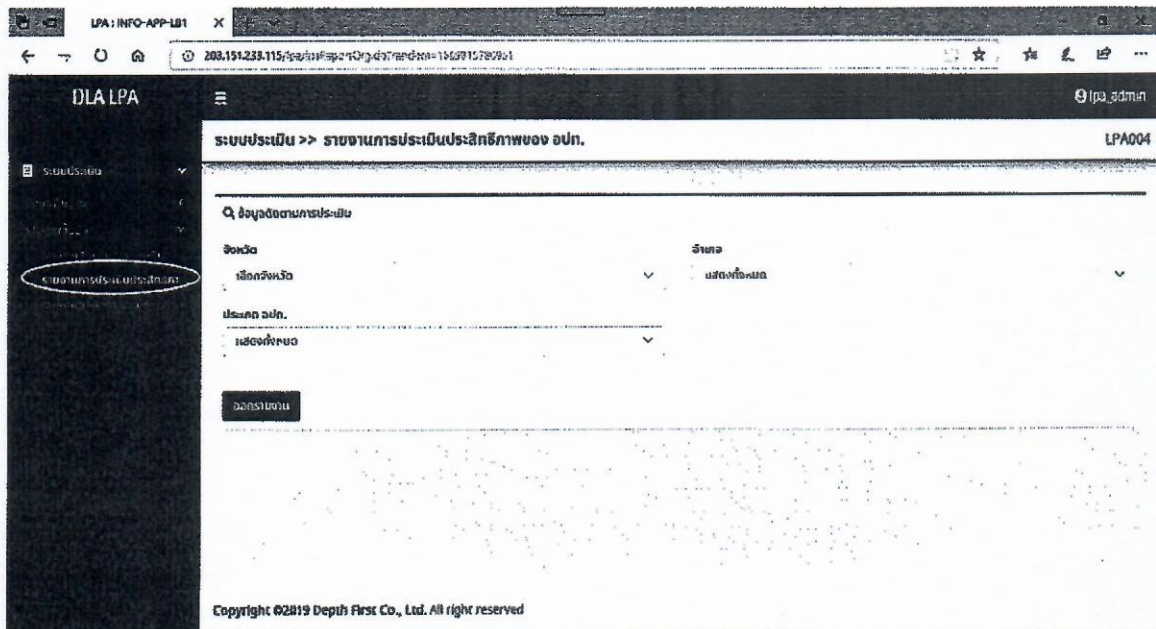 LPA : INFO-APP-LB1
203.151.233.115/
DLA LPA
lpa_admin
ระบบประเมิน >> รายงานการประเมินประสิทธิภาพของ อปท.
LPA004
ระบบประเมิน
ข้อมูลติดตามการประเมิน
จังหวัด
อำเภอ
เลือกจังหวัด
แสดงทั้งหมด
รายงานการประเมินประสิทธิภา
ประเภท อปท.
แสดงทั้งหมด
ออกรายงาน
Copyright ©2019 Depth First Co., Ltd. All right reserved